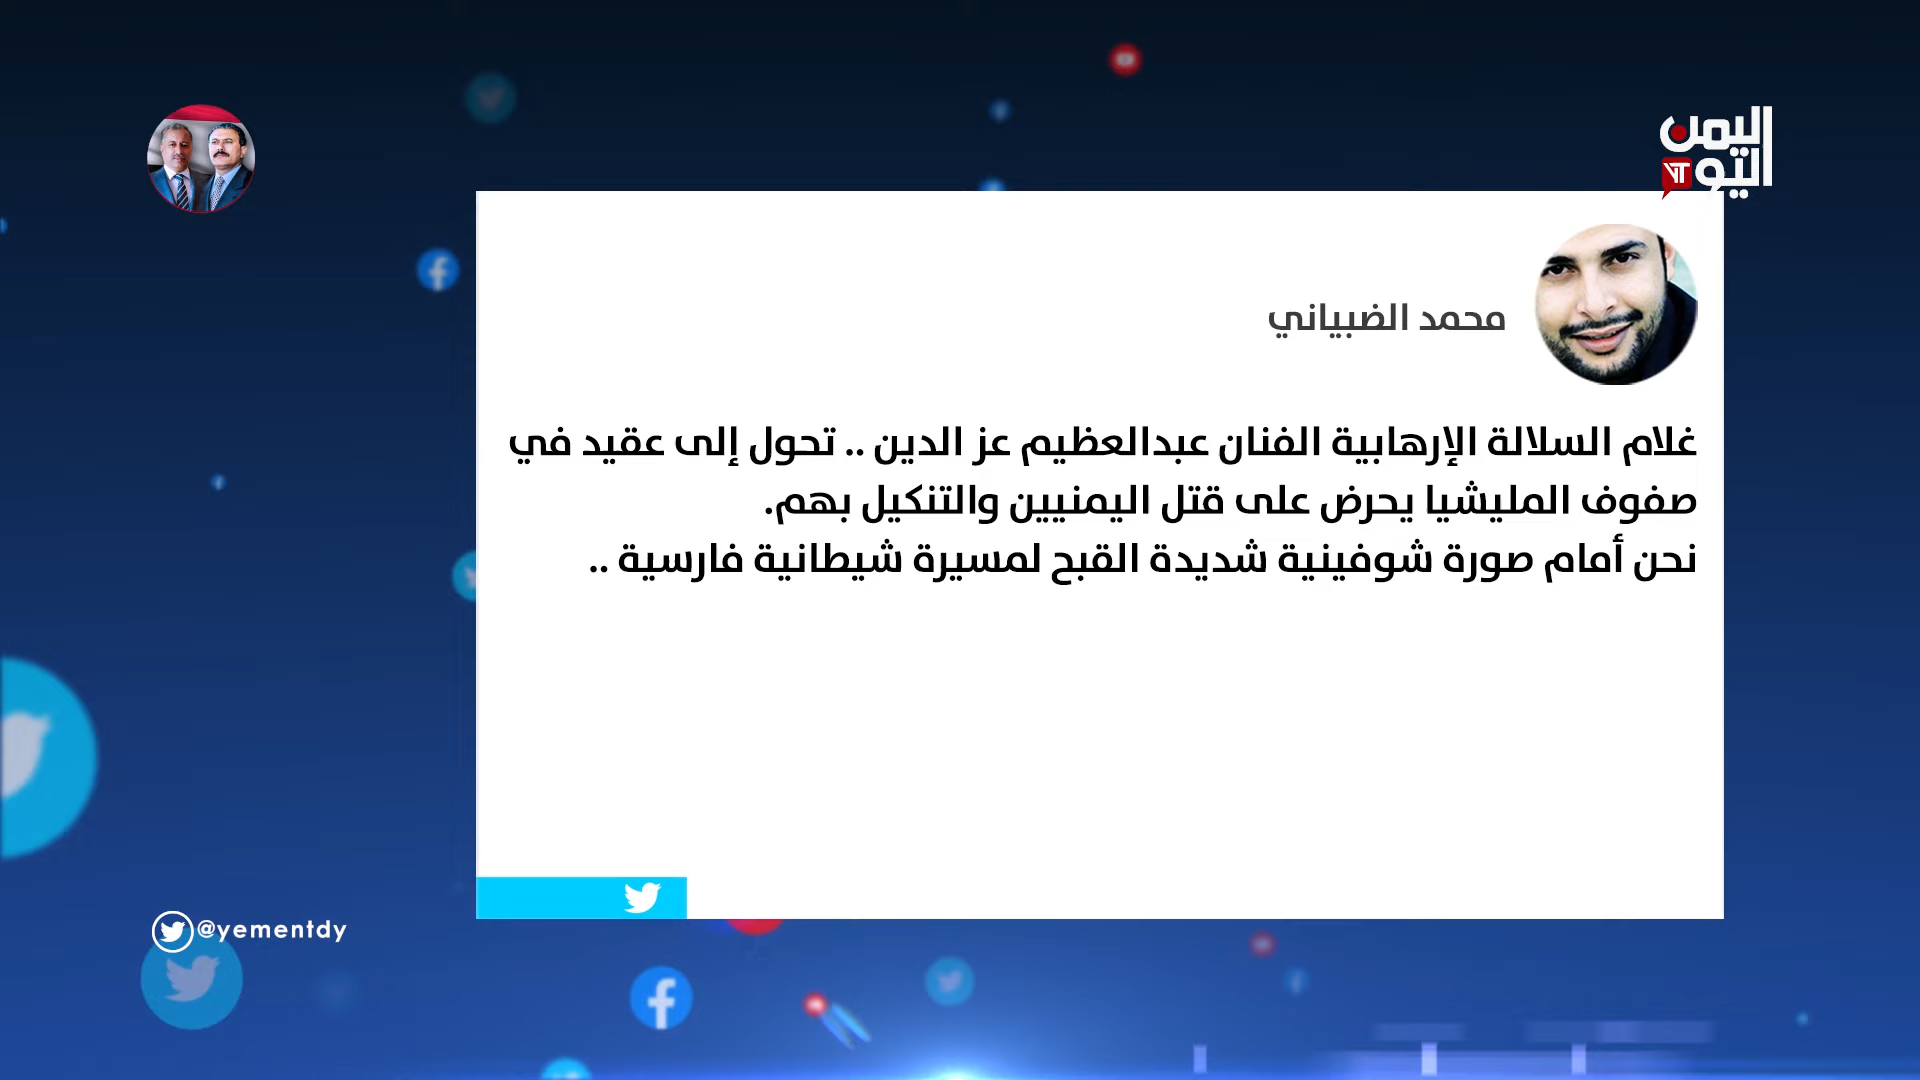 اليمن
اليوم
YT
محمد الضبياني
غلام السلالة الإرهابية الفنان عبدالعظيم عز الدين .. تحول إلى عقيد في
صفوف المليشيا يحرض على قتل اليمنيين والتنكيل بهم.
نحن أمام صورة شوفينية شديدة القبح لمسيرة شيطانية فارسية ..
@yementdy